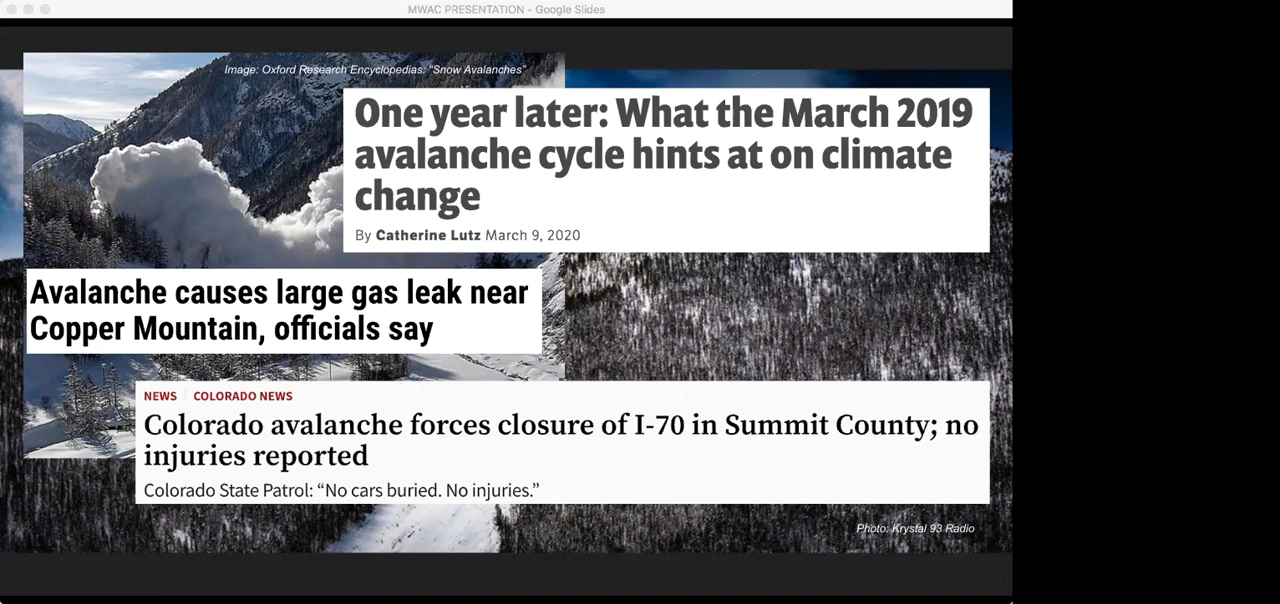 MWAC PRESENTATION - Google Slides
Image: Oxford Research Encyclopedias: “Snow Avalanches”
One year later: What the March 2019
avalanche cycle hints at on climate
change
By Catherine Lutz March 9, 2020
Avalanche causes large gas leak near
Copper Mountain, officials say
NEWS COLORADO NEWS
Colorado avalanche forces closure of I-70 in Summit County; no
injuries reported
Colorado State Patrol: “No cars buried. No injuries.”
Photo: Krystal 93 Radio